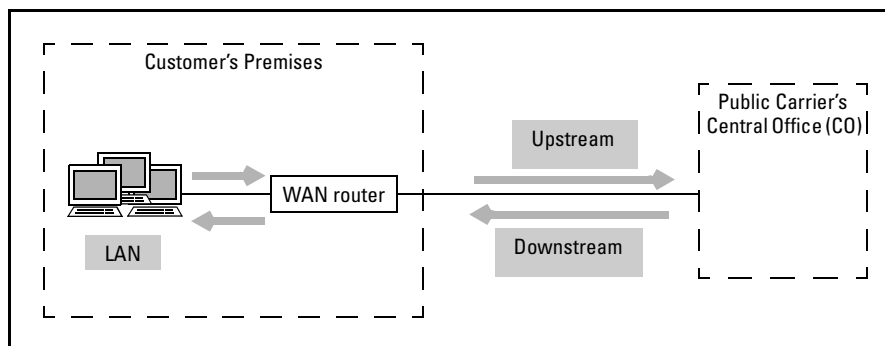 Customer's Premises
Public Carrier's
Central Office (CO)
Upstream
WAN router
LAN
Downstream